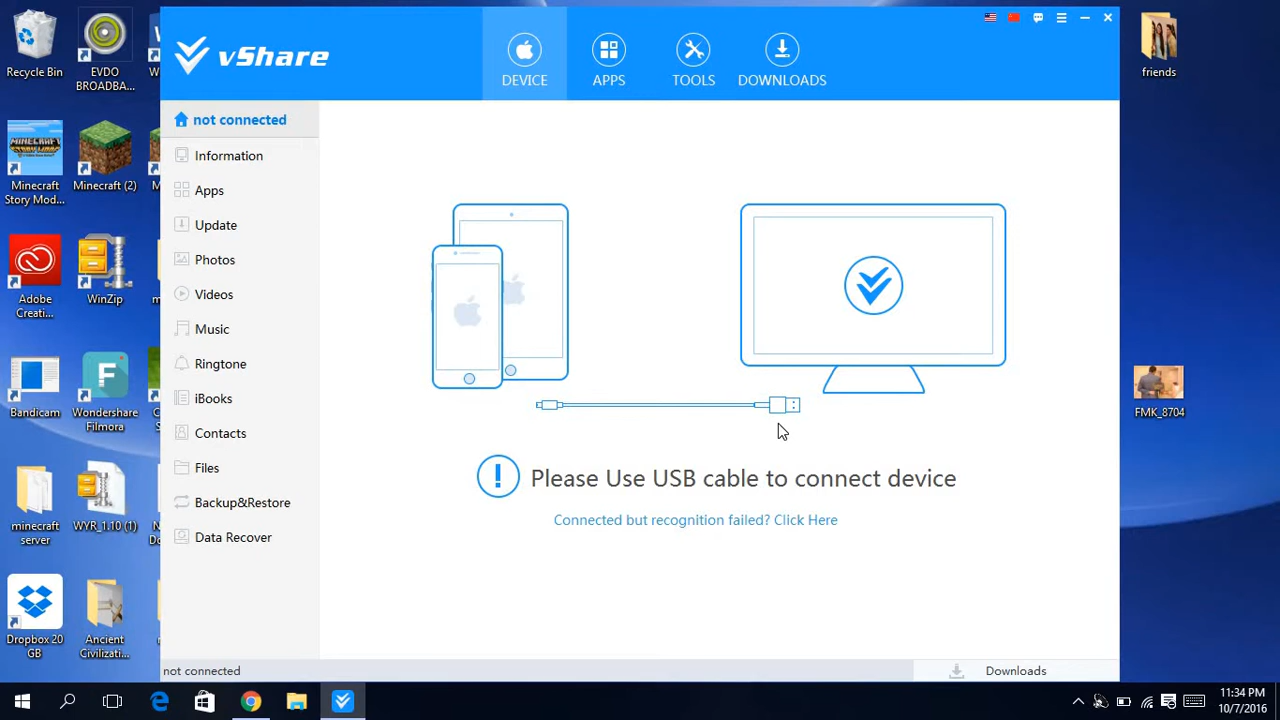 vShare
DEVICE
APPS
TOOLS
DOWNLOADS
not connected
Information
Apps
Update
Photos
Videos
Music
Ringtone
iBooks
Contacts
Files
Backup&Restore
Data Recover
Please Use USB cable to connect device
Connected but recognition failed? Click Here
not connected
Downloads
Recycle Bin
EVDO
BROADBA...
Minecraft
Story Mod...
Minecraft (2)
Adobe
Creati...
WinZip
Bandicam
Wondershare
Filmora
minecraft
server
WYR_1.10 (1)
Dropbox 20
GB
Ancient
Civilizati...
friends
FMK_8704
11:34 PM
10/7/2016